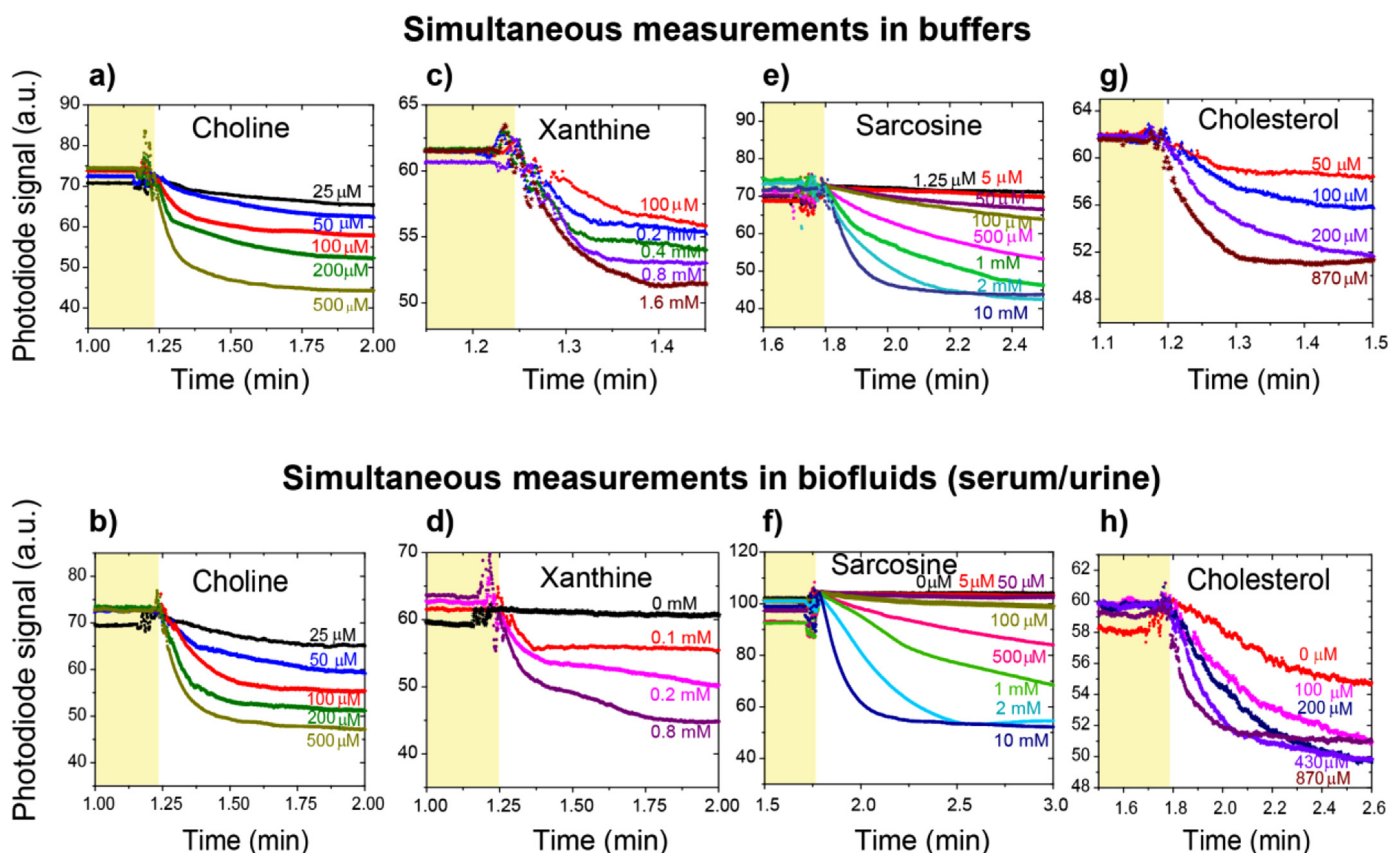 Simultaneous measurements in buffers
a)
c)
e)
g)
Photodiode signal (a.u.)
90
80
70
60
50
40
1.00
1.25
1.50
1.75
2.00
Choline
25 µM
50 µM
100 µM
200µM
500 µM
Time (min)
65
60
55
50
1.2
1.3
1.4
Xanthine
100 µM
0.2 mM
0.4 mM
0.8 mM
1.6 mM
Time (min)
100
90
80
70
60
50
40
1.6
1.8
2.0
2.2
2.4
Sarcosine
1.25 µM
5 µM
50 µM
100 µM
500 µM
1 mM
2 mM
10 mM
Time (min)
64
60
56
52
48
1.1
1.2
1.3
1.4
1.5
Cholesterol
50 µM
100 µM
200 µM
870 µM
Time (min)
Simultaneous measurements in biofluids (serum/urine)
b)
d)
f)
h)
Photodiode signal (a.u.)
80
70
60
50
40
1.00
1.25
1.50
1.75
2.00
Choline
25 µM
50 µM
100 µM
200 µM
500 µM
Time (min)
70
60
50
40
1.00
1.25
1.50
1.75
2.00
Xanthine
0 mM
0.1 mM
0.2 mM
0.8 mM
Time (min)
120
100
80
60
40
1.5
2.0
2.5
3.0
Sarcosine
0µM
5µM
50 µM
100 µM
500µM
1 mM
2 mM
10 mM
Time (min)
62
60
58
56
54
52
50
48
1.6
1.8
2.0
2.2
2.4
2.6
Cholesterol
0 µM
100 µM
200 µM
430µM
870µM
Time (min)